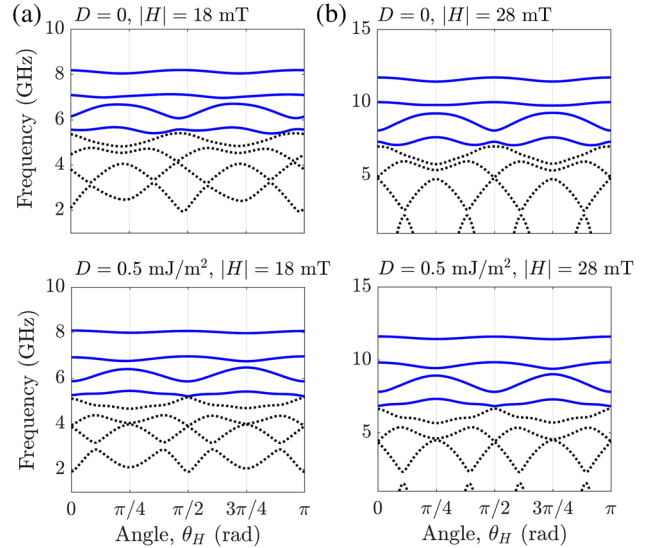 (a)
D = 0, |H| = 18 mT
(b)
D = 0, |H| = 28 mT
10
8
6
4
2
Frequency (GHz)
15
10
5
D = 0.5 mJ/m², |H| = 18 mT
D = 0.5 mJ/m², |H| = 28 mT
10
8
6
4
2
Frequency (GHz)
0
π/4
π/2
3π/4
π
Angle, θ_H (rad)
15
10
5
0
π/4
π/2
3π/4
π
Angle, θ_H (rad)